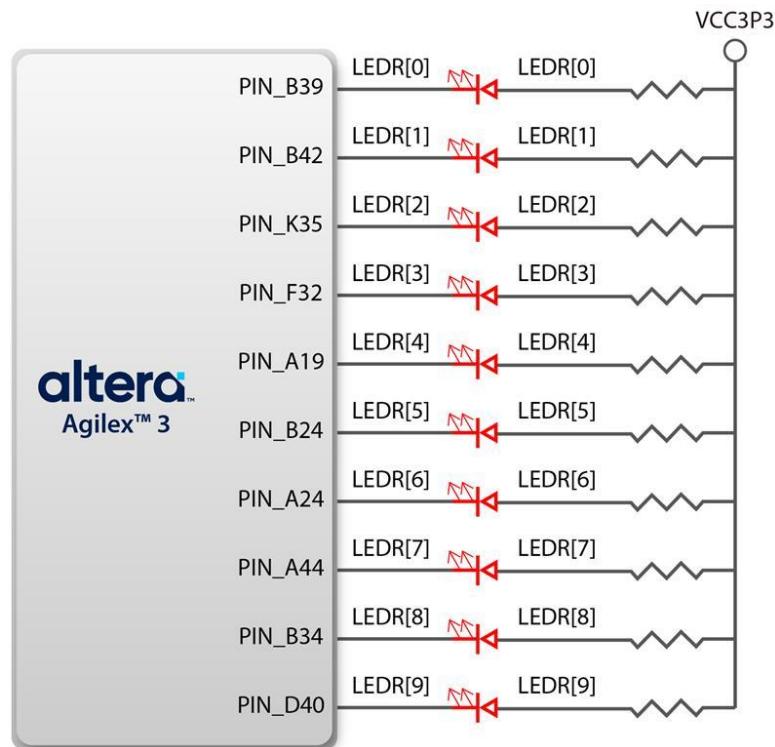 VCC3P3
PIN_B39 LEDR[0] LEDR[0]
PIN_B42 LEDR[1] LEDR[1]
PIN_K35 LEDR[2] LEDR[2]
PIN_F32 LEDR[3] LEDR[3]
PIN_A19 LEDR[4] LEDR[4]
altera™
Agilex™ 3
PIN_B24 LEDR[5] LEDR[5]
PIN_A24 LEDR[6] LEDR[6]
PIN_A44 LEDR[7] LEDR[7]
PIN_B34 LEDR[8] LEDR[8]
PIN_D40 LEDR[9] LEDR[9]